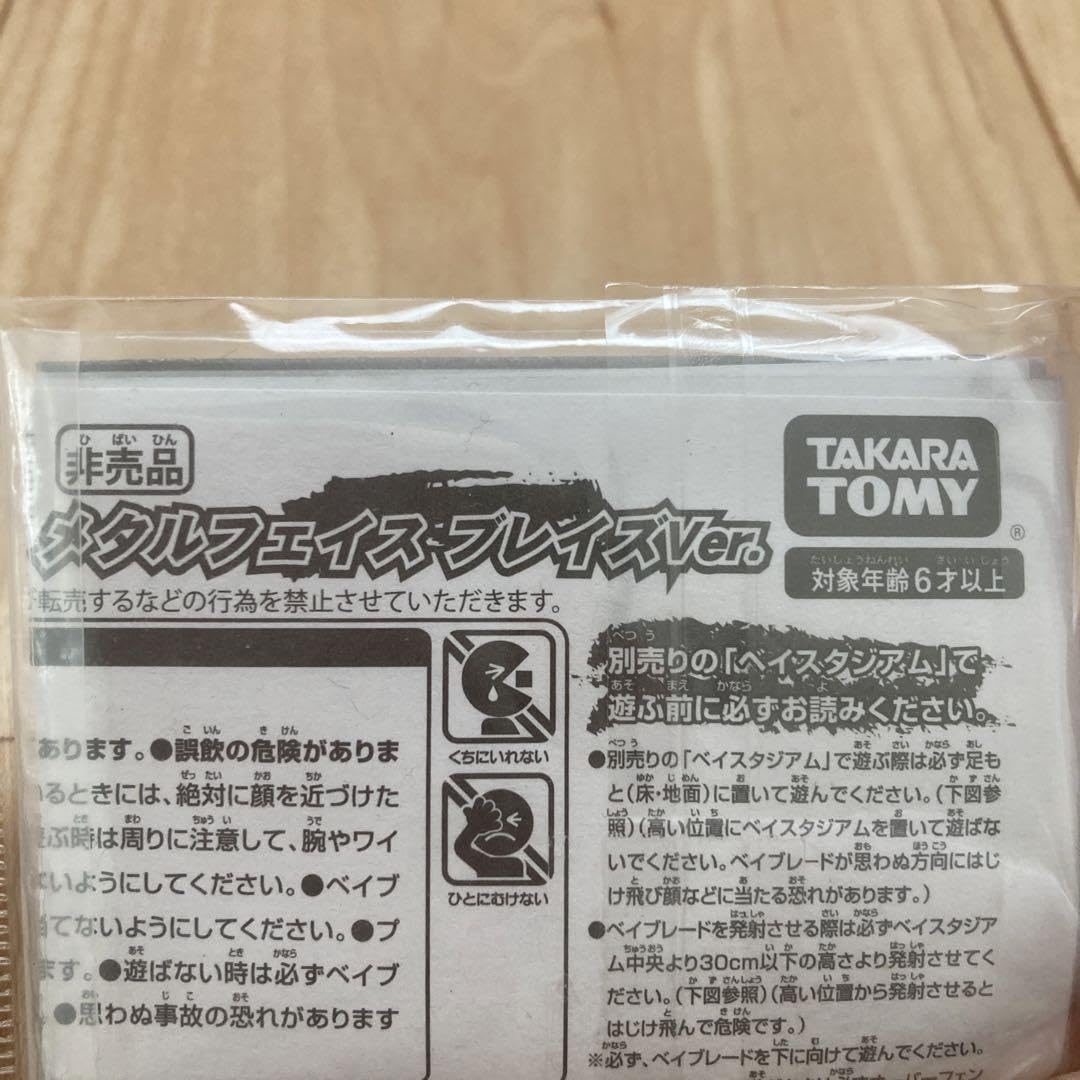 非売品
メタルフェイス ブレイズVer.
転売するなどの行為を禁止させていただきます。
TAKARA
TOMY
®
対象年齢6才以上
あります。●誤飲の危険がありま
るときには、絶対に顔を近づけた
ぶ時は周りに注意して、腕やワイ
ないようにしてください。●ベイブ
当てないようにしてください。●プ
ます。●遊ばない時は必ずベイブ
●思わぬ事故の恐れがあります
くちにいれない
ひとにむけない
別売りの「ベイスタジアム」で
遊ぶ前に必ずお読みください。
●別売りの「ベイスタジアム」で遊ぶ際は必ず足も
と(床・地面)に置いて遊んでください。(下図参
照)(高い位置にベイスタジアムを置いて遊ばな
いでください。ベイブレードが思わぬ方向にはじ
け飛び顔などに当たる恐れがあります。)
●ベイブレードを発射させる際は必ずベイスタジア
ム中央より30cm以下の高さより発射させてく
ださい。(下図参照)(高い位置から発射させると
はじけ飛んで危険です。)
※必ず、ベイブレードを下に向けて遊んでください。